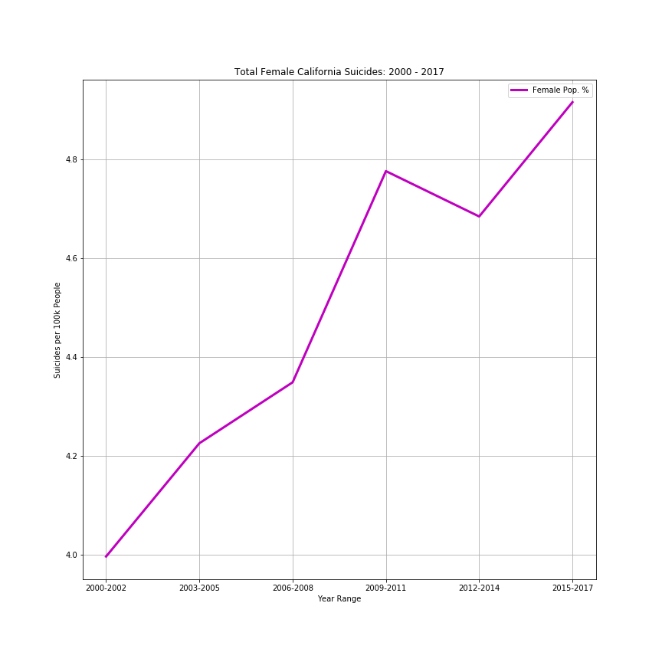 Total Female California Suicides: 2000 - 2017
Female Pop. %
Suicides per 100k People
4.8
4.6
4.4
4.2
4.0
2000-2002 2003-2005 2006-2008 2009-2011 2012-2014 2015-2017
Year Range